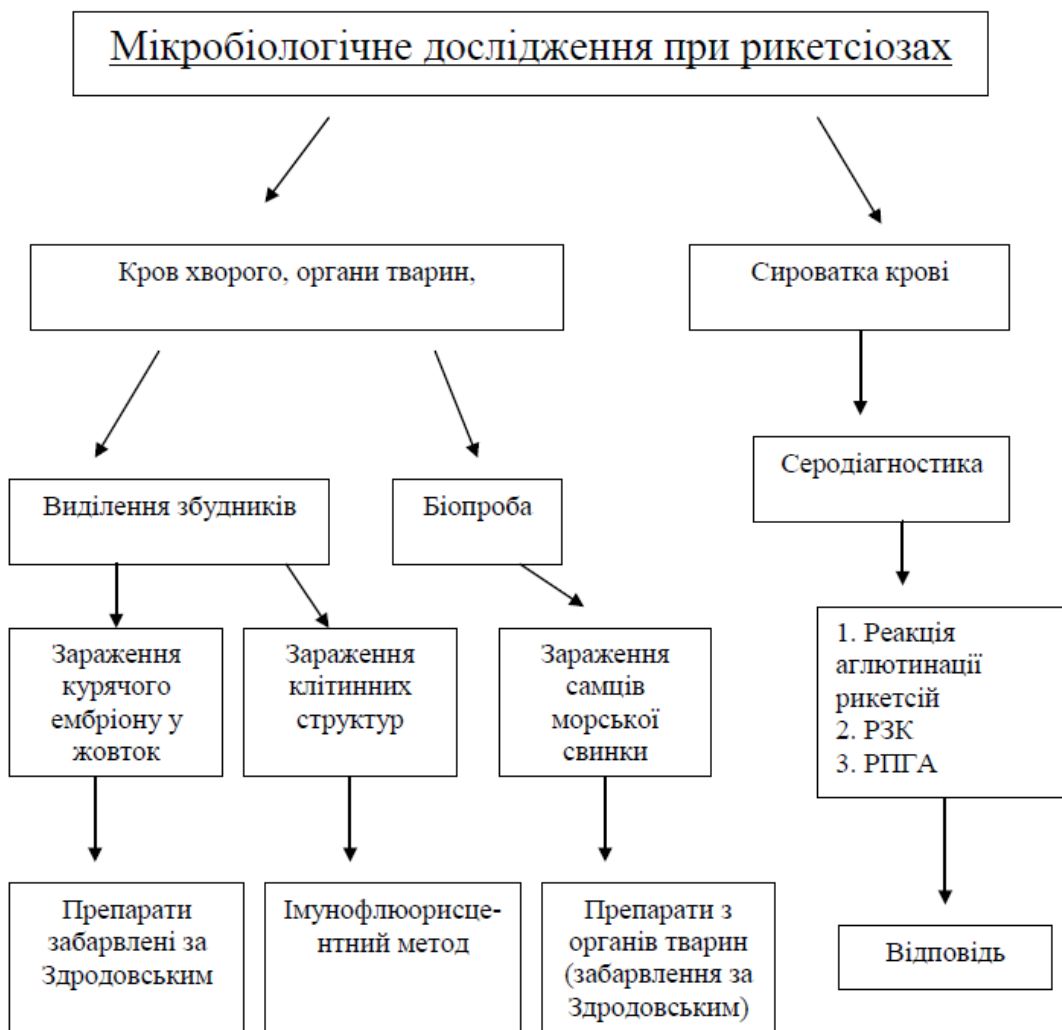 Мікробіологічне дослідження при рикетсіозах
Кров хворого, органи тварин,
Сироватка крові
Серодіагностика
Виділення збудників
Біопроба
Зараження
курячого
ембріону у
жовток
Зараження
клітинних
структур
Зараження
самців
морської
свинки
1. Реакція
аглютинації
рикетсій
2. РЗК
3. РПГА
Препарати
забарвлені за
Здродовським
Імунофлюорисце-
нтний метод
Препарати з
органів тварин
(забарвлення за
Здродовським)
Відповідь